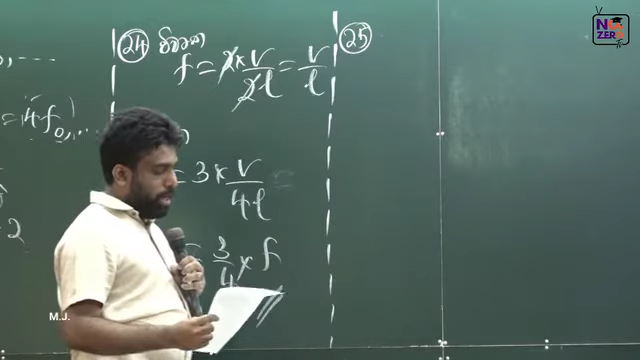 , ...
= 4f₀, ...
2
24
f = 2 × v/2l = v/l
= 3 × v/4l =
= 3/4 × f
25
N ZERO
M.J.